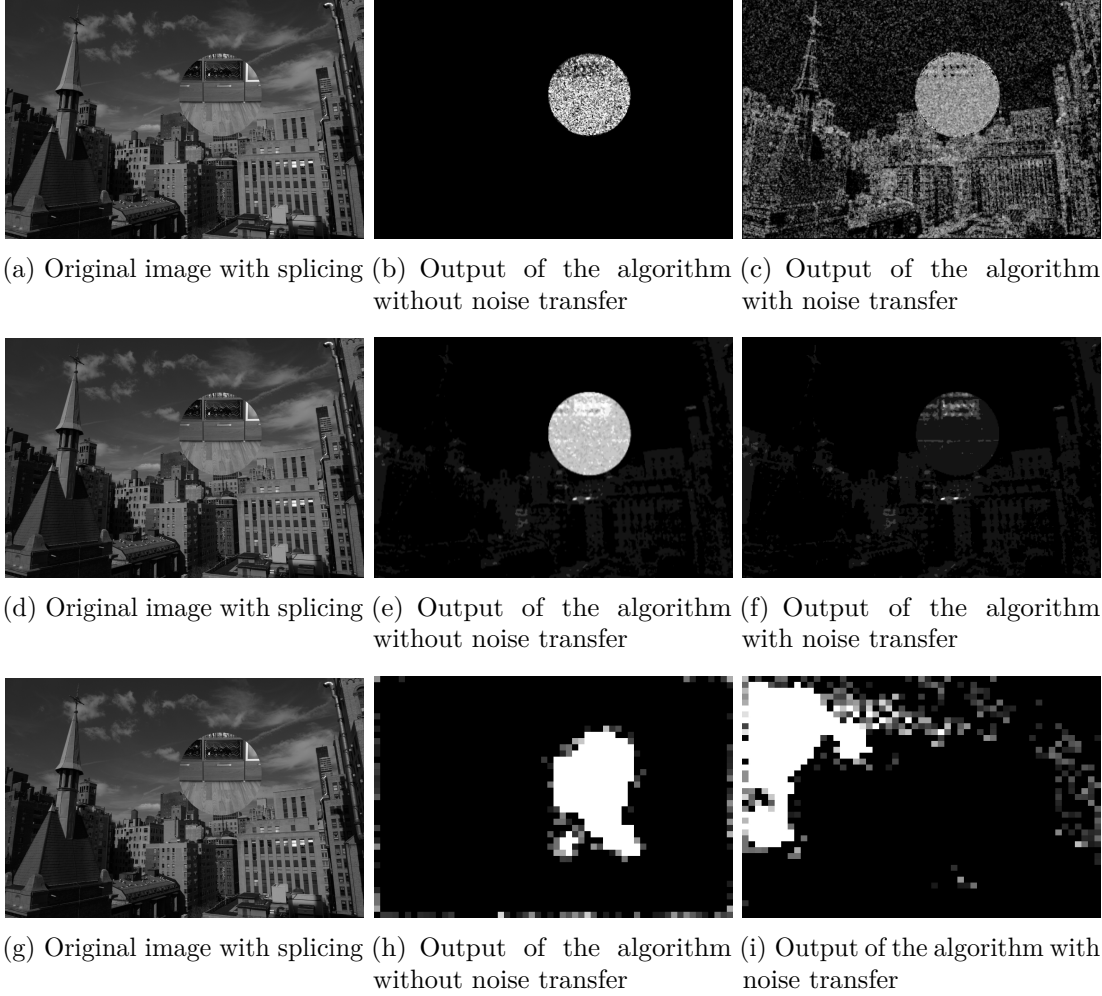 (a) Original image with splicing
(b) Output of the algorithm
without noise transfer
(c) Output of the algorithm
with noise transfer
(d) Original image with splicing
(e) Output of the algorithm
without noise transfer
(f) Output of the algorithm
with noise transfer
(g) Original image with splicing
(h) Output of the algorithm
without noise transfer
(i) Output of the algorithm with
noise transfer